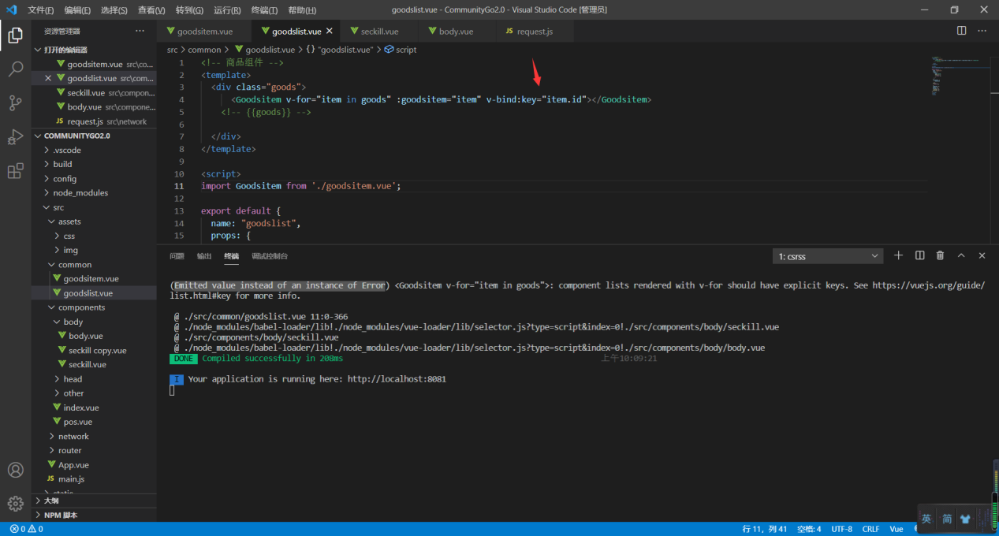 文件(F) 编辑(E) 选择(S) 查看(V) 转到(G) 运行(R) 终端(T) 帮助(H) goodslist.vue - CommunityGo2.0 - Visual Studio Code [管理员]
资源管理器 ···
打开的编辑器
goodsitem.vue src\co...
goodslist.vue src\com...
seckill.vue src\compon...
body.vue src\compone...
JS request.js src\network
COMMUNITYGO2.0
.vscode
build
config
node_modules
src
assets
css
img
common
goodsitem.vue
goodslist.vue
components
body
body.vue
seckill copy.vue
seckill.vue
head
other
index.vue
pos.vue
network
router
App.vue
JS main.js
static
大纲
NPM 脚本
goodsitem.vue goodslist.vue seckill.vue body.vue JS request.js
src > common > goodslist.vue > {} "goodslist.vue" > script
1 <!-- 商品组件 -->
2 <template>
3 <div class="goods">
4 <Goodsitem v-for="item in goods" :goodsitem="item" v-bind:key="item.id"></Goodsitem>
5 <!-- {{goods}} -->
6
7 </div>
8 </template>
9
10 <script>
11 import Goodsitem from './goodsitem.vue';
12
13 export default {
14 name: "goodslist",
15 props: {
问题 输出 终端 调试控制台 1: csrss
(Emitted value instead of an instance of Error) <Goodsitem v-for="item in goods">: component lists rendered with v-for should have explicit keys. See https://vuejs.org/guide/
list.html#key for more info.
@ ./src/common/goodslist.vue 11:0-366
@ ./node_modules/babel-loader/lib!./node_modules/vue-loader/lib/selector.js?type=script&index=0!./src/components/body/seckill.vue
@ ./src/components/body/seckill.vue
@ ./node_modules/babel-loader/lib!./node_modules/vue-loader/lib/selector.js?type=script&index=0!./src/components/body/body.vue
DONE Compiled successfully in 208ms 上午10:09:21
I Your application is running here: http://localhost:8081
0 0 行 11，列 41 空格: 4 UTF-8 CRLF Vue
英 简